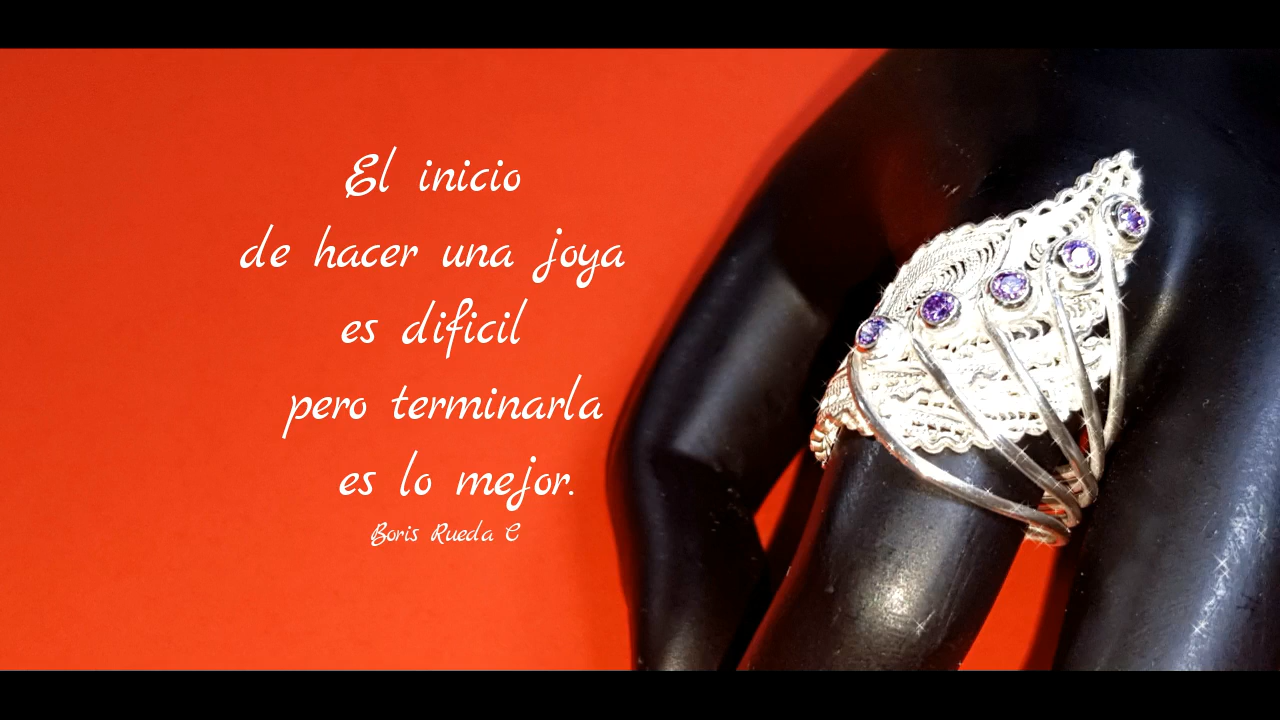 El inicio
de hacer una joya
es dificil
pero terminarla
es lo mejor.
Boris Rueda C